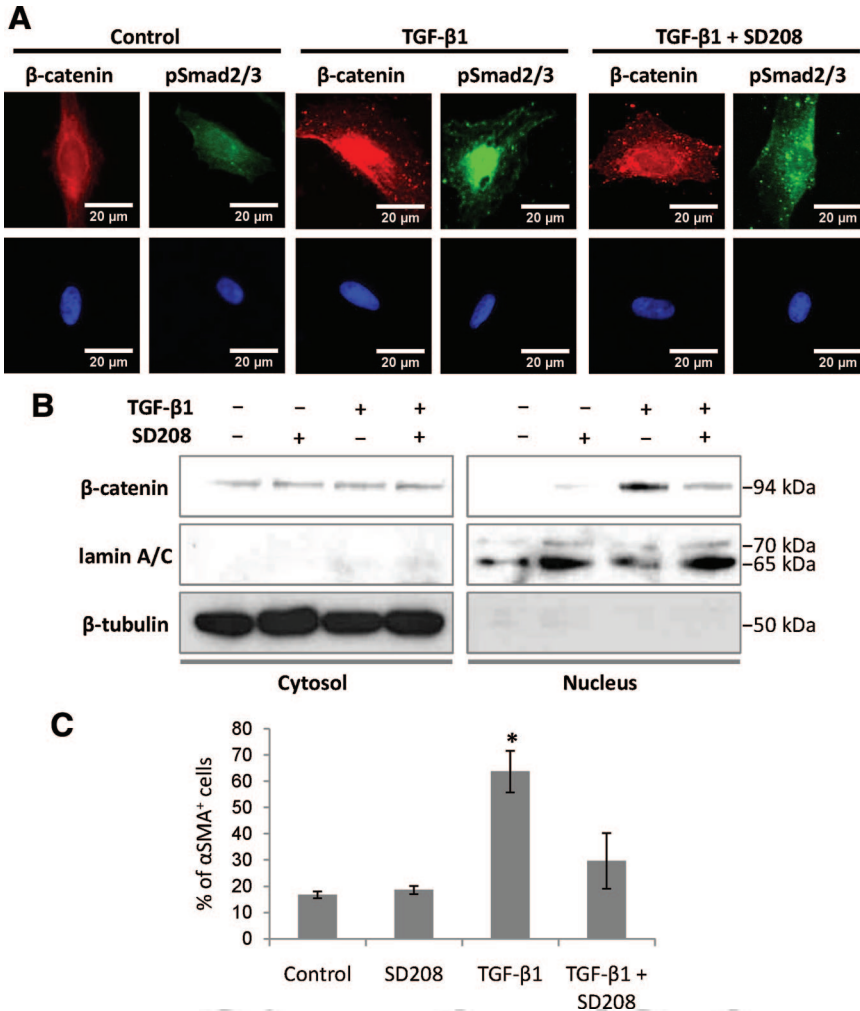 A
Control TGF-β1 TGF-β1 + SD208
β-catenin pSmad2/3 β-catenin pSmad2/3 β-catenin pSmad2/3
20 μm 20 μm 20 μm 20 μm 20 μm 20 μm
20 μm 20 μm 20 μm 20 μm 20 μm 20 μm
B
TGF-β1 – – + + – – + +
SD208 – + – + – + – +
β-catenin –94 kDa
lamin A/C –70 kDa
–65 kDa
β-tubulin –50 kDa
Cytosol Nucleus
C
% of αSMA⁺ cells
80
70
60
50
40
30
20
10
0
*
Control SD208 TGF-β1 TGF-β1 +
SD208